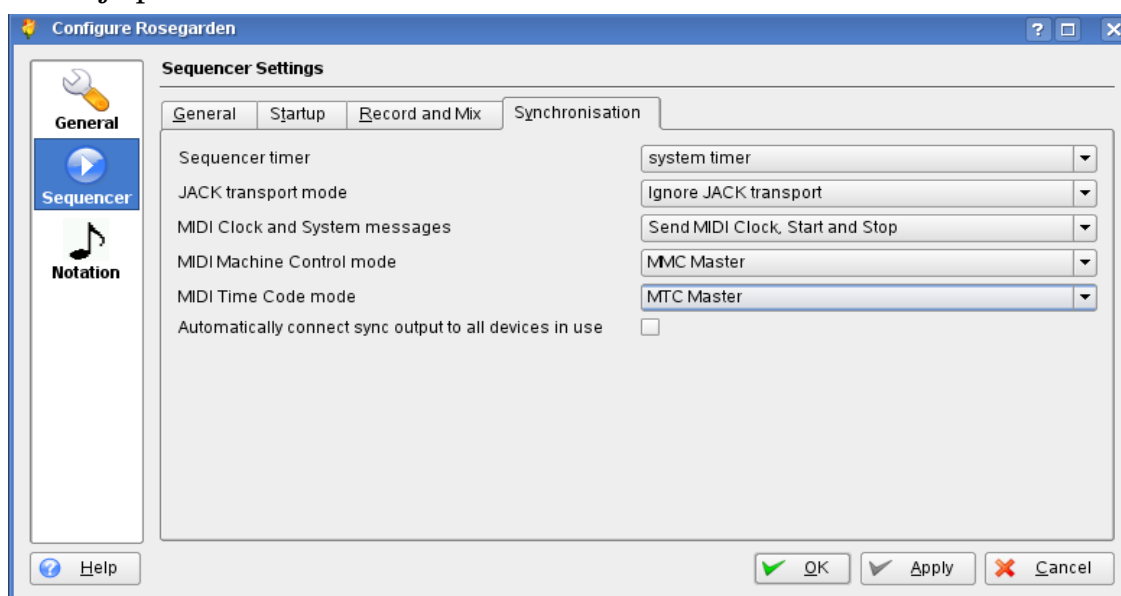 Configure Rosegarden
General
Sequencer
Notation
Sequencer Settings
General Startup Record and Mix Synchronisation
Sequencer timer system timer
JACK transport mode Ignore JACK transport
MIDI Clock and System messages Send MIDI Clock, Start and Stop
MIDI Machine Control mode MMC Master
MIDI Time Code mode MTC Master
Automatically connect sync output to all devices in use
Help OK Apply Cancel